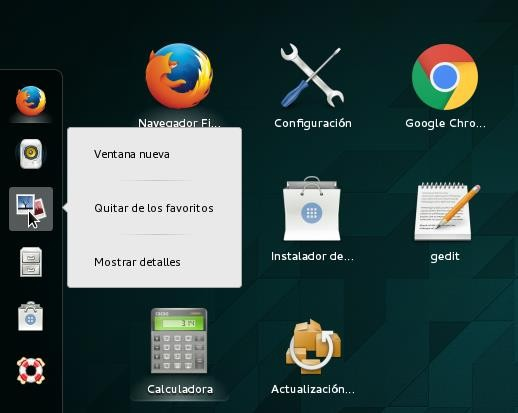 Navegador Fi...
Configuración
Google Chro...
Ventana nueva
Quitar de los favoritos
Mostrar detalles
Instalador de...
gedit
Calculadora
Actualización...